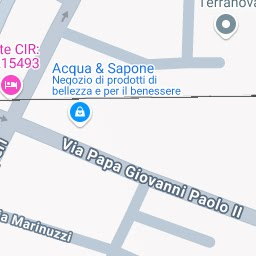 Terranova
te CIR:
15493
Acqua & Sapone
Negozio di prodotti di
bellezza e per il benessere
Via Papa Giovanni Paolo II
ia Marinuzzi